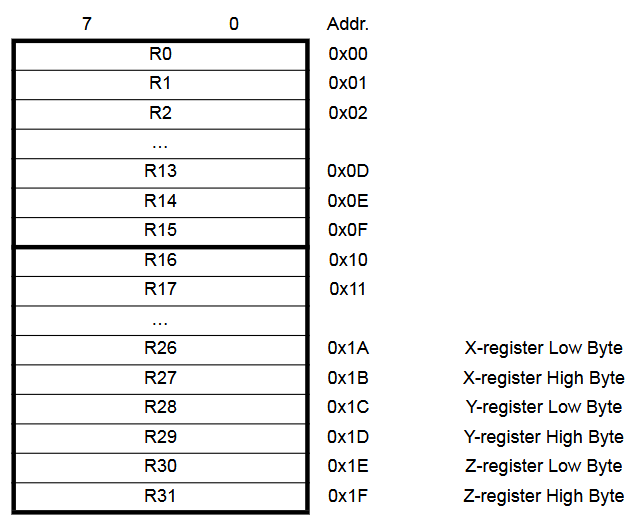 7 0 Addr.
R0 0x00
R1 0x01
R2 0x02
...
R13 0x0D
R14 0x0E
R15 0x0F
R16 0x10
R17 0x11
...
R26 0x1A X-register Low Byte
R27 0x1B X-register High Byte
R28 0x1C Y-register Low Byte
R29 0x1D Y-register High Byte
R30 0x1E Z-register Low Byte
R31 0x1F Z-register High Byte